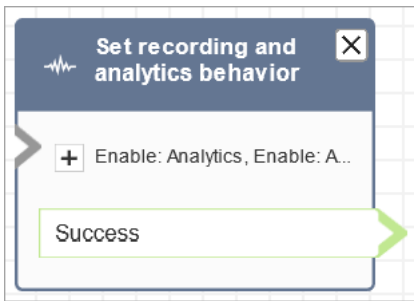 Set recording and
analytics behavior
Enable: Analytics, Enable: A...
Success